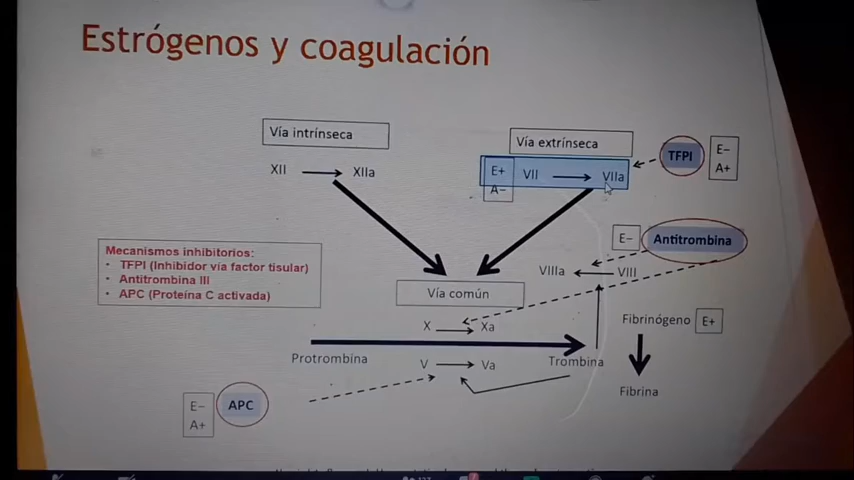 Estrógenos y coagulación
Vía intrínseca
Vía extrínseca
XII
XIIa
E+
A–
VII
VIIa
TFPI
E–
A+
Mecanismos inhibitorios:
• TFPI (Inhibidor vía factor tisular)
• Antitrombina III
• APC (Proteína C activada)
E–
Antitrombina
VIIIa
VIII
Vía común
X
Xa
Fibrinógeno
E+
Protrombina
V
Va
Trombina
Fibrina
E–
A+
APC